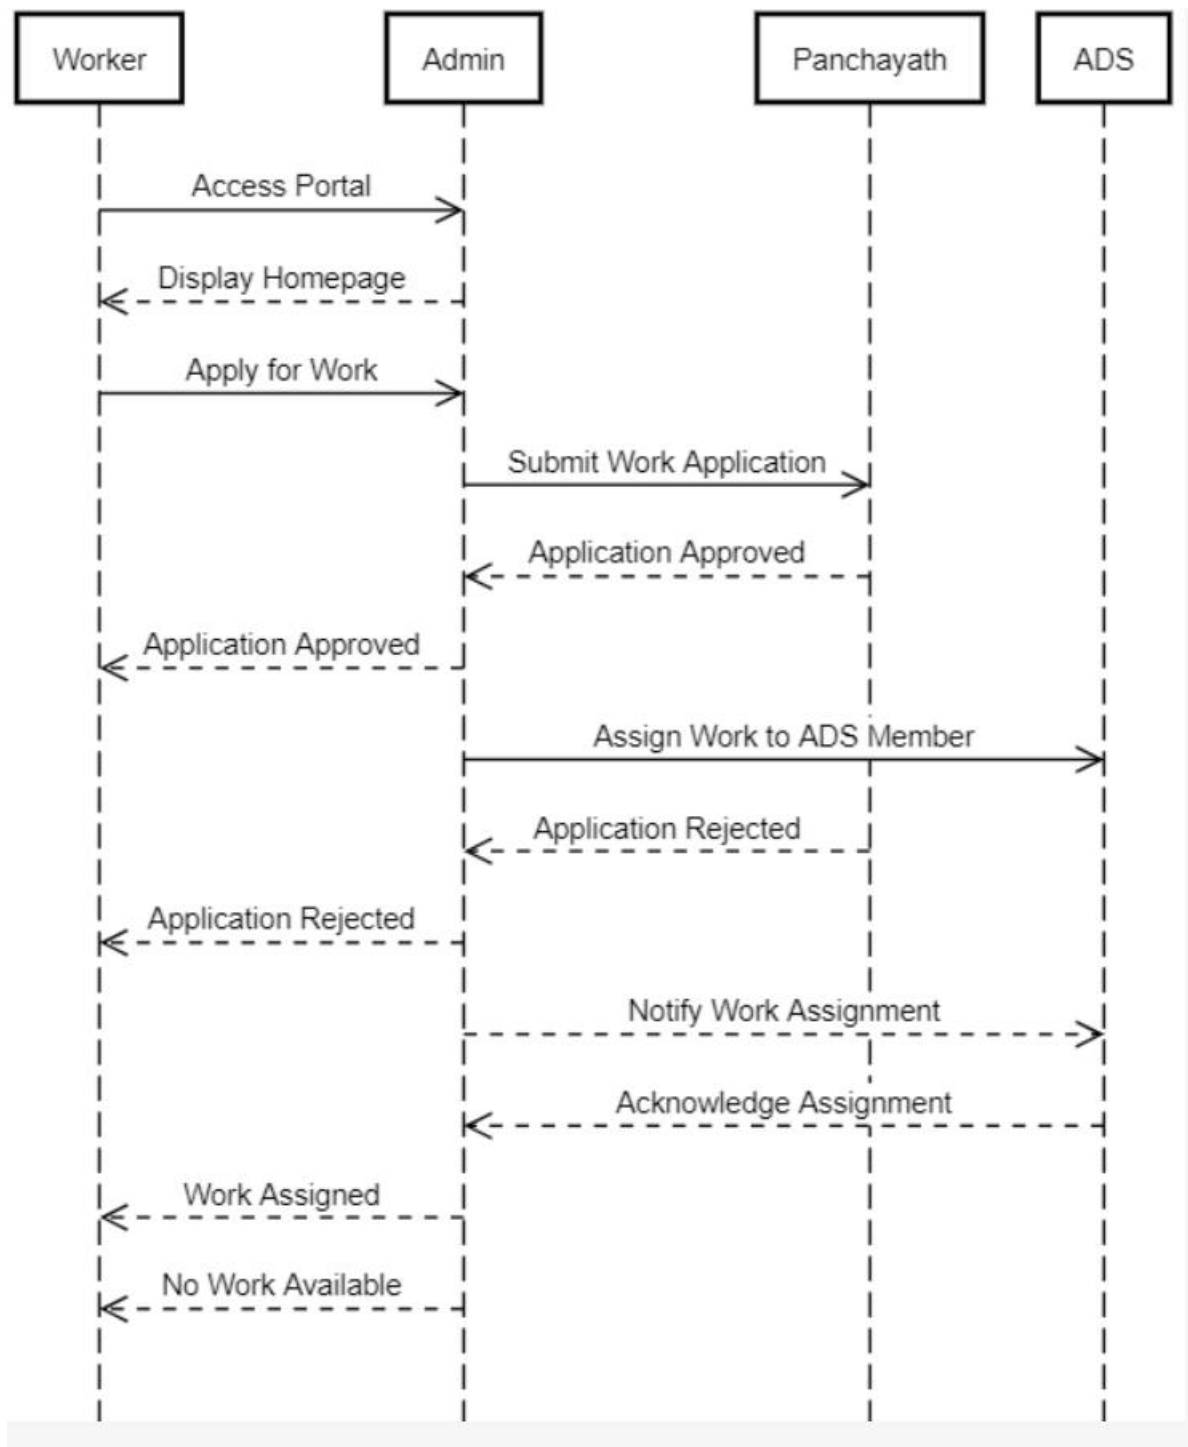 Worker
Admin
Panchayath
ADS
Access Portal
Display Homepage
Apply for Work
Submit Work Application
Application Approved
Application Approved
Assign Work to ADS Member
Application Rejected
Application Rejected
Notify Work Assignment
Acknowledge Assignment
Work Assigned
No Work Available